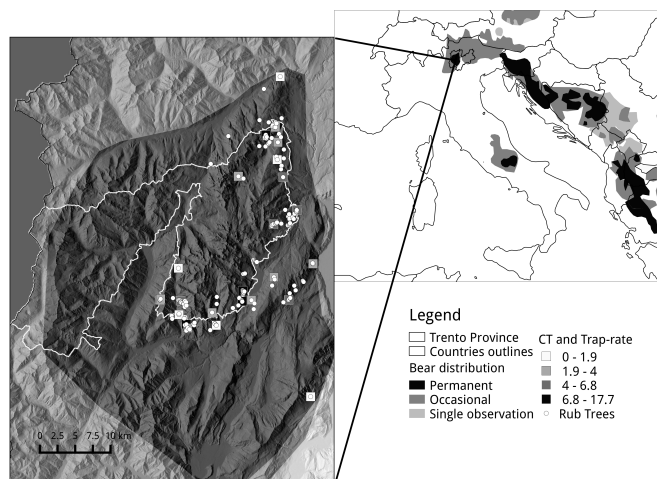 0 2.5 5 7.5 10 km
Legend
Trento Province
Countries outlines
Bear distribution
Permanent
Occasional
Single observation
CT and Trap-rate
0 - 1.9
1.9 - 4
4 - 6.8
6.8 - 17.7
Rub Trees